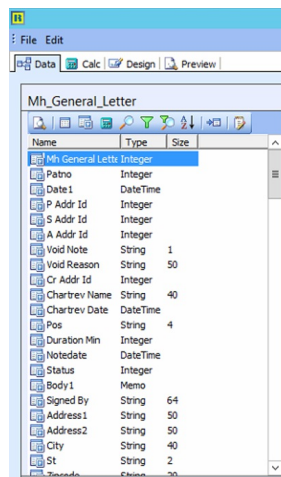 File Edit
Data Calc Design Preview
Mh_General_Letter
Name Type Size
Mh General Lette Integer
Patno Integer
Date1 DateTime
P Addr Id Integer
S Addr Id Integer
A Addr Id Integer
Void Note String 1
Void Reason String 50
Cr Addr Id Integer
Chartrev Name String 40
Chartrev Date DateTime
Pos String 4
Duration Min Integer
Notedate DateTime
Status Integer
Body1 Memo
Signed By String 64
Address1 String 50
Address2 String 50
City String 40
St String 2
Zipcode String 20